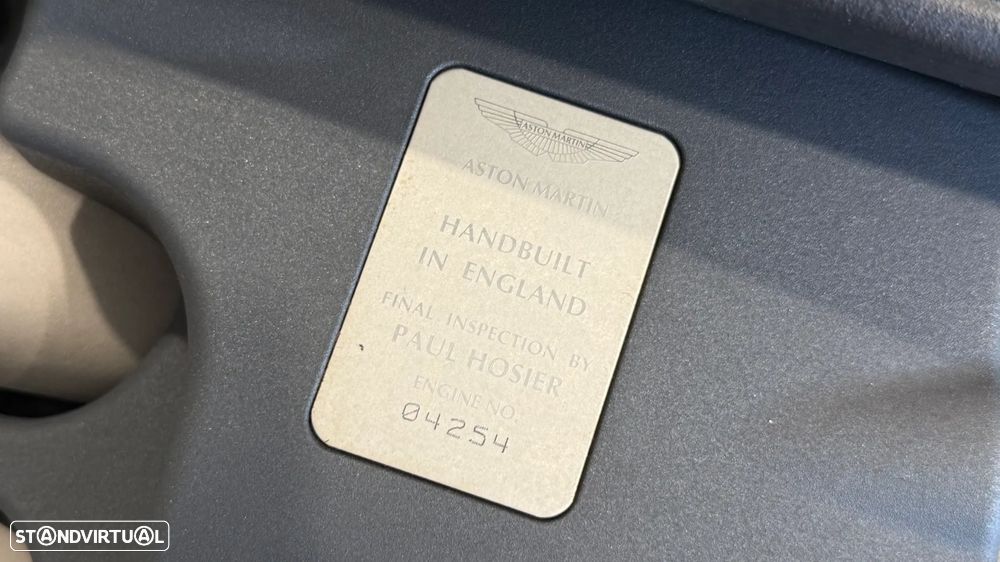 ASTON MARTIN
ASTON MARTIN
HANDBUILT
IN ENGLAND
FINAL INSPECTION BY
PAUL HOSIER
ENGINE NO
04254
STANDVIRTUAL